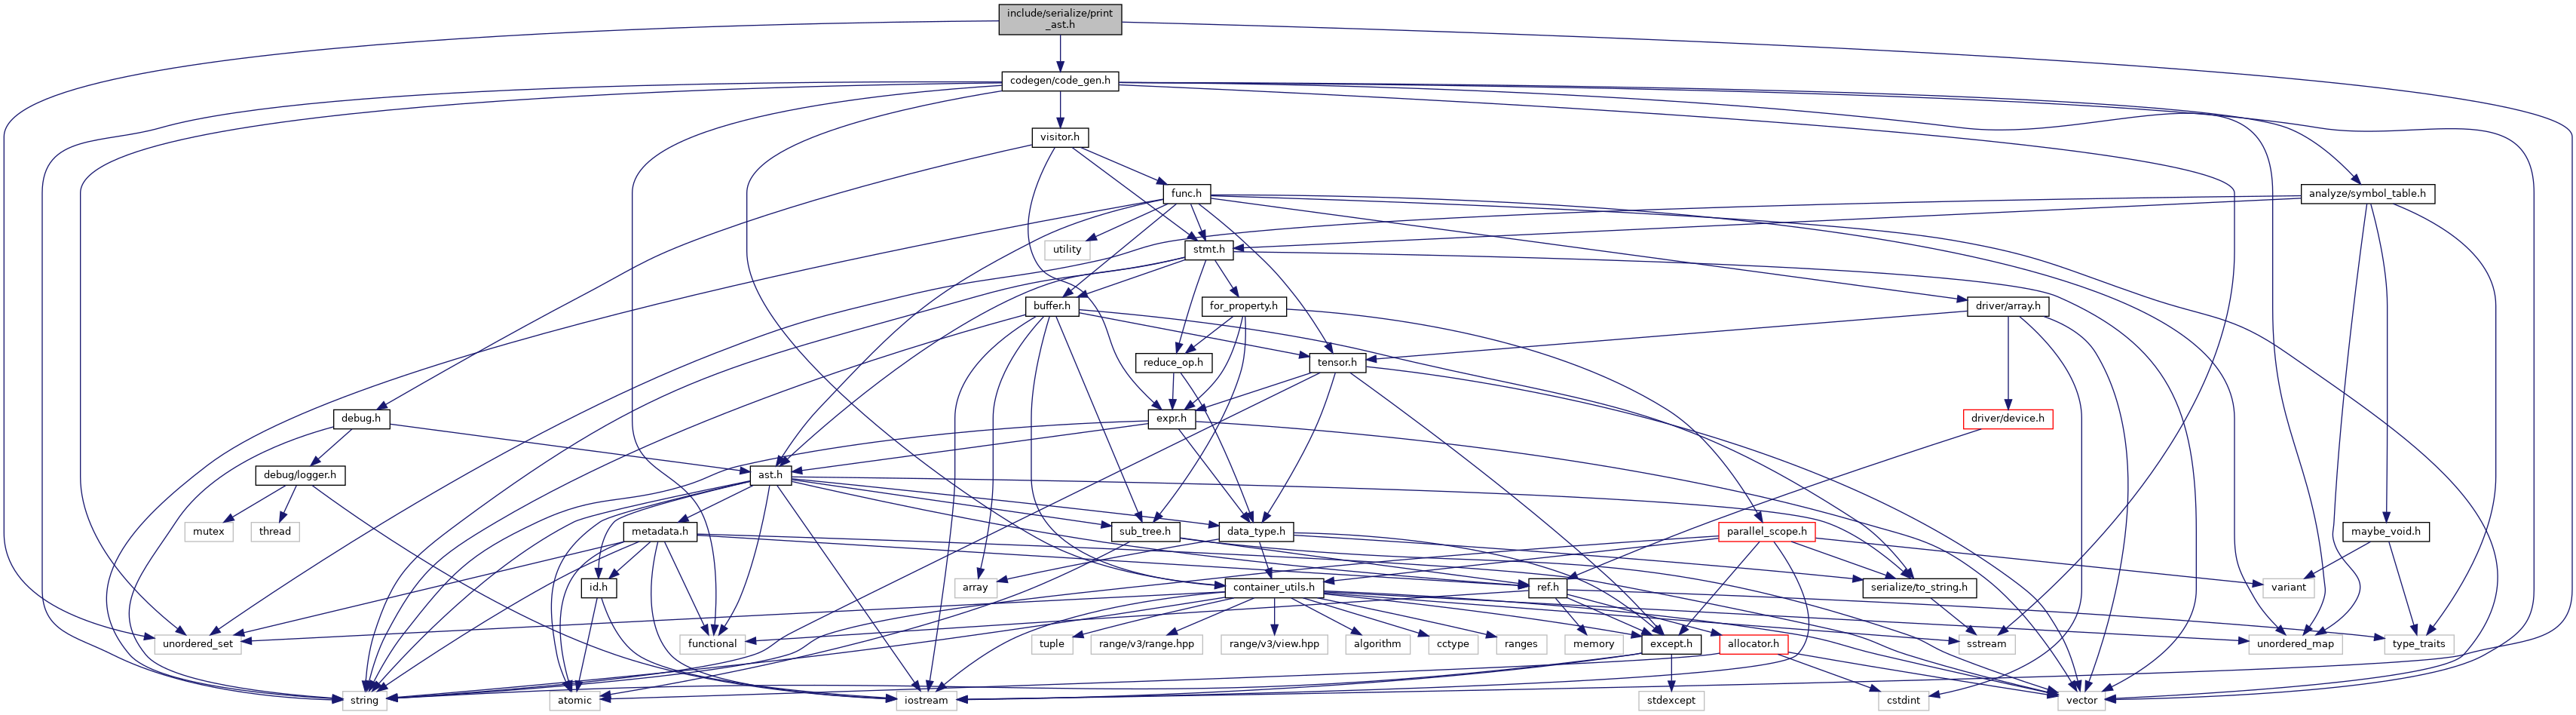 include/serialize/print
_ast.h
codegen/code_gen.h
visitor.h
func.h
analyze/symbol_table.h
utility
stmt.h
buffer.h
for_property.h
driver/array.h
reduce_op.h
tensor.h
debug.h
expr.h
driver/device.h
debug/logger.h
ast.h
mutex
thread
metadata.h
sub_tree.h
data_type.h
parallel_scope.h
maybe_void.h
id.h
array
container_utils.h
ref.h
serialize/to_string.h
variant
unordered_set
functional
tuple
range/v3/range.hpp
range/v3/view.hpp
algorithm
cctype
ranges
memory
except.h
allocator.h
sstream
unordered_map
type_traits
string
atomic
iostream
stdexcept
cstdint
vector